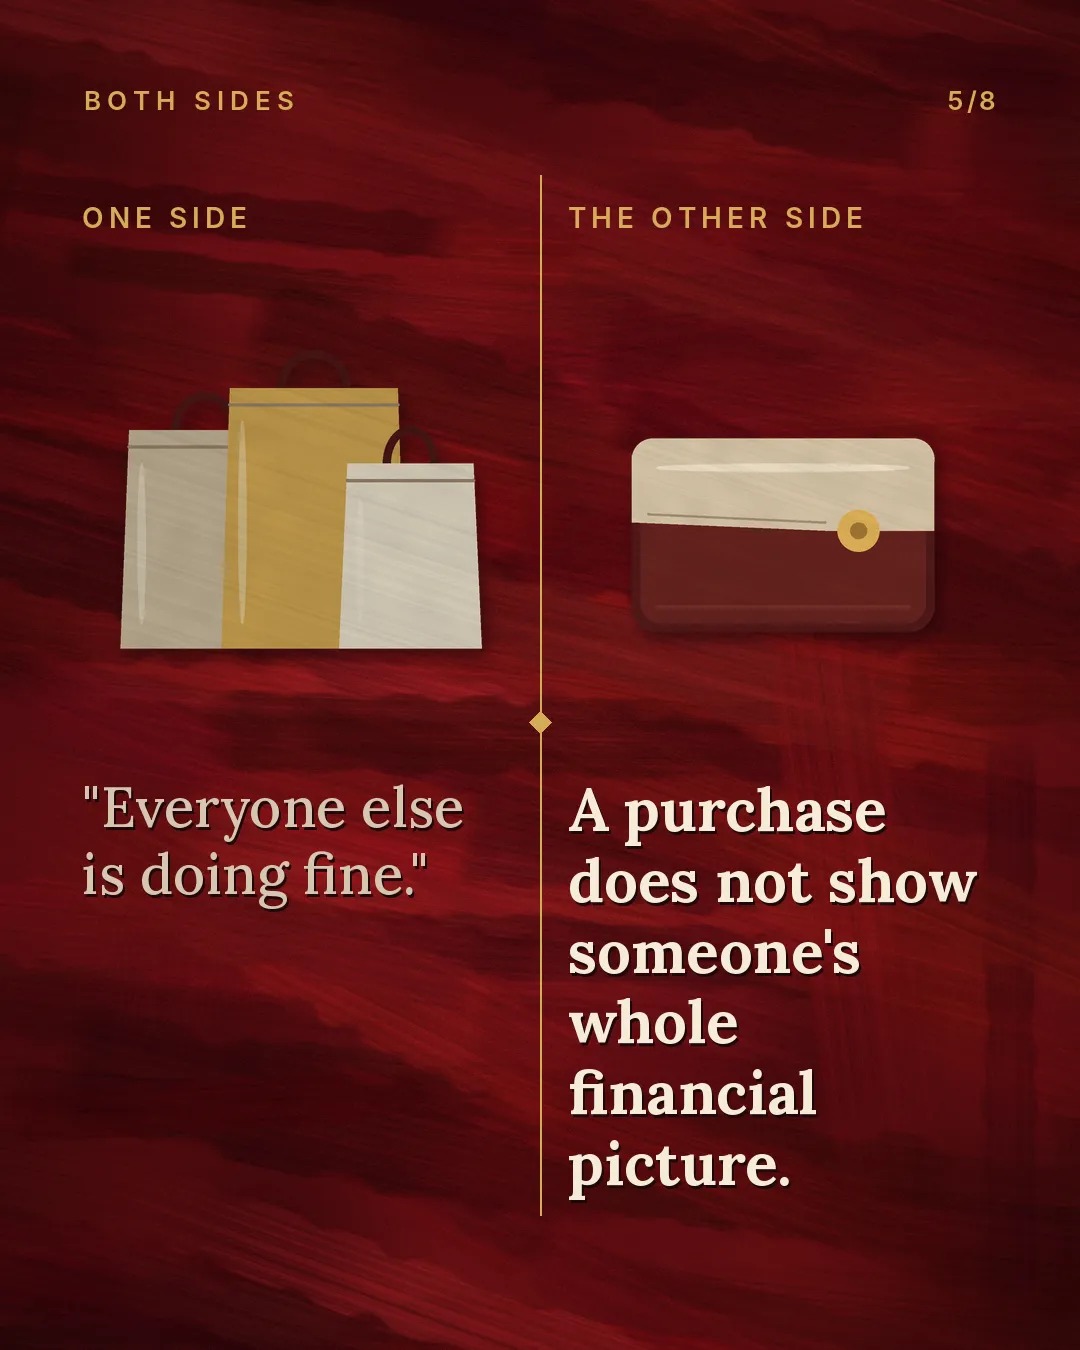 BOTH SIDES
5/8
ONE SIDE
THE OTHER SIDE
"Everyone else
is doing fine."
A purchase
does not show
someone's
whole
financial
picture.